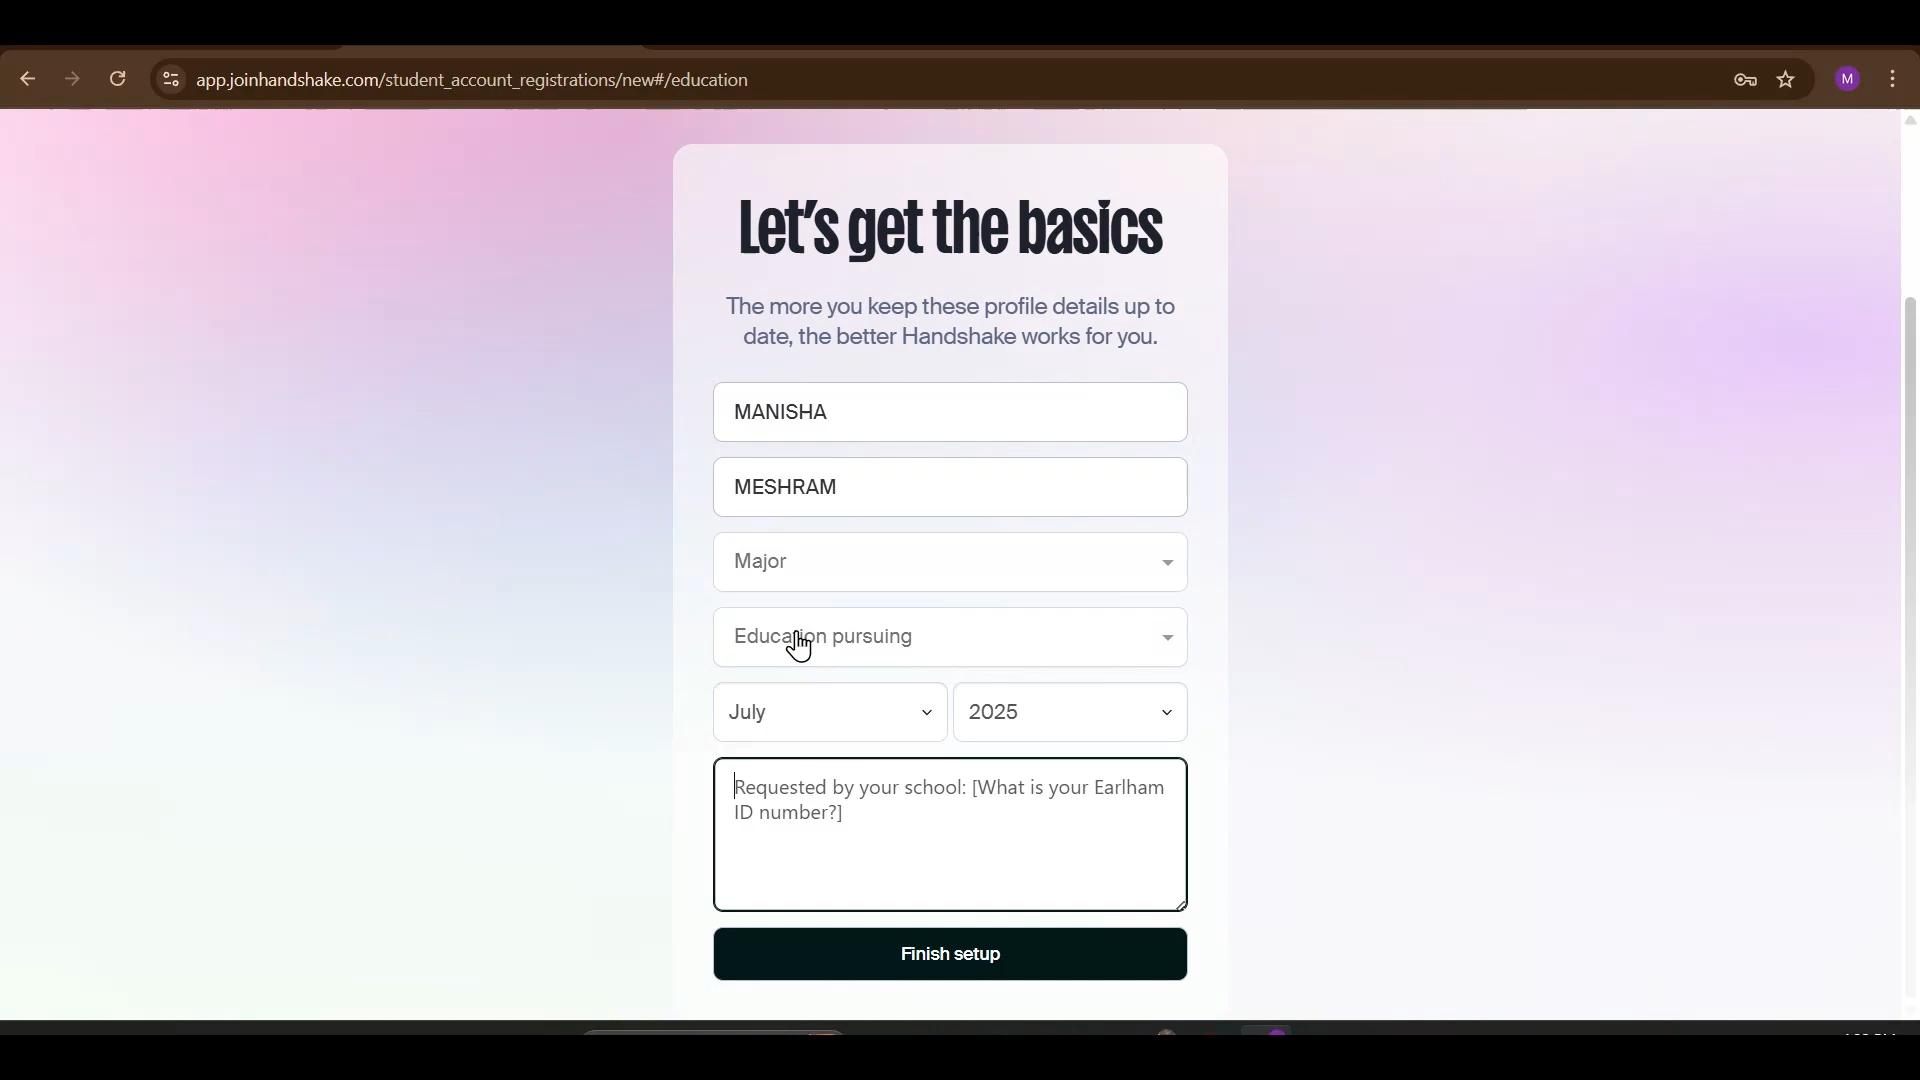 app.joinhandshake.com/student_account_registrations/new#/education
M
Let's get the basics
The more you keep these profile details up to
date, the better Handshake works for you.
MANISHA
MESHRAM
Major
Education pursuing
July
2025
Requested by your school: [What is your Earlham
ID number?]
Finish setup